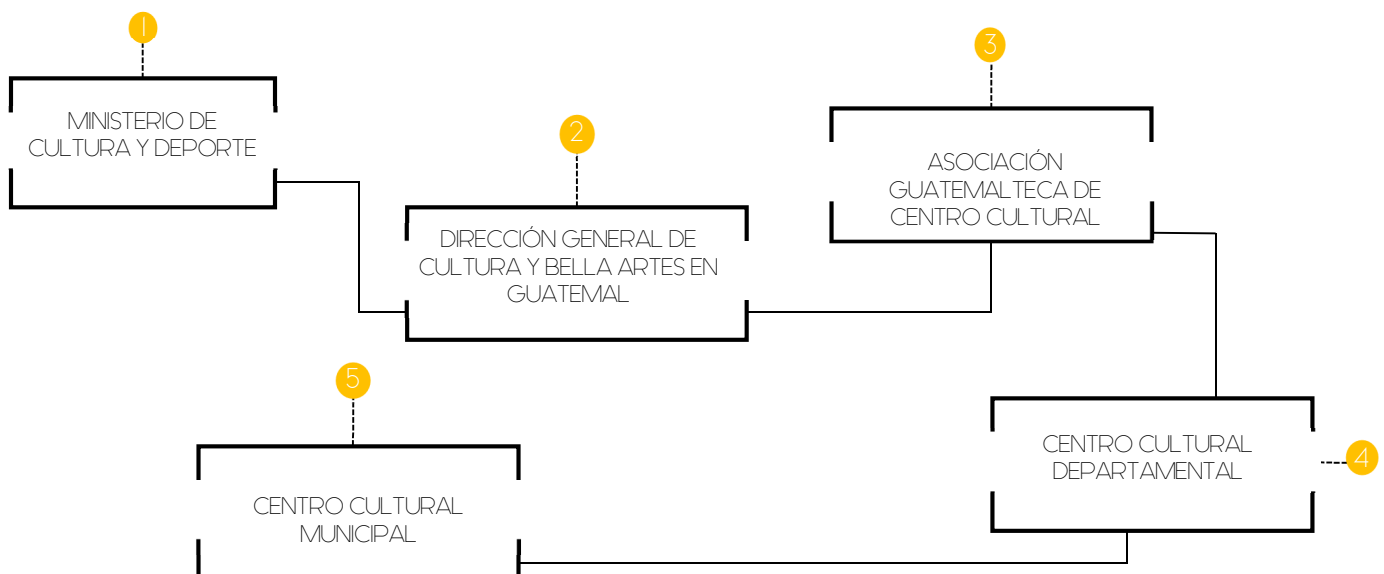 1
MINISTERIO DE
CULTURA Y DEPORTE
2
DIRECCIÓN GENERAL DE
CULTURA Y BELLA ARTES EN
GUATEMAL
3
ASOCIACIÓN
GUATEMALTECA DE
CENTRO CULTURAL
4
CENTRO CULTURAL
DEPARTAMENTAL
5
CENTRO CULTURAL
MUNICIPAL